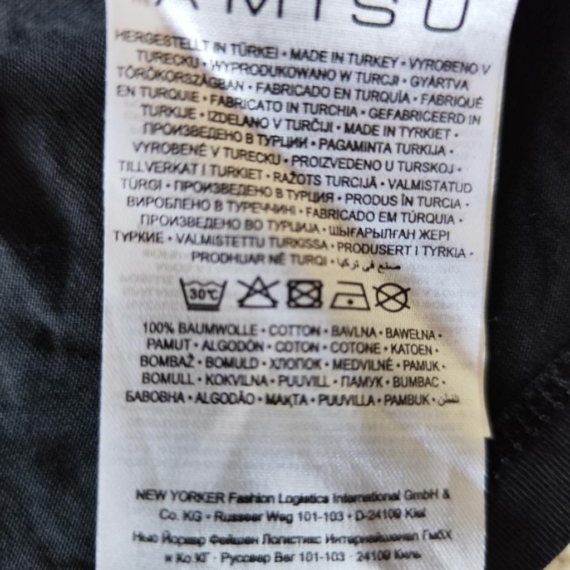 AMISU
HERGESTELLT IN TÜRKEI • MADE IN TURKEY • VYROBENO V
TURECKU • WYPRODUKOWANO W TURCJI • GYÁRTVA
TÖRÖKORSZÁGBAN • FABRICADO EN TURQUÍA • FABRIQUÉ
EN TURQUIE • FABRICATO IN TURCHIA • GEFABRICEERD IN
TURKIJE • IZDELANO V TURČIJI • MADE IN TYRKIET •
ПРОИЗВЕДЕНО В ТУРЦИИ • PAGAMINTA TURKIJA •
VYROBENÉ V TURECKU • PROIZVEDENO U TURSKOJ •
TILLVERKAT I TURKIET • RAŽOTS TURCIJĀ • VALMISTATUD
TÜRGI • ПРОИЗВЕДЕНО В ТУРЦИЯ • PRODUS ÎN TURCIA •
ВИРОБЛЕНО В ТУРЕЧЧИНІ • FABRICADO EM TÚRQUIA •
ПРОИЗВЕДЕНО ВО ТУРЦИЈА • ШЫҒАРЫЛҒАН ЖЕРІ
ТҮРКИЕ • VALMISTETTU TURKISSA • PRODUSERT I TYRKIA •
PRODHUAR NË TURQI • صنع في تركيا
30°C
100% BAUMWOLLE • COTTON • BAVLNA • BAWEŁNA •
PAMUT • ALGODÓN • COTON • COTONE • KATOEN •
BOMBAŽ • BOMULD • ХЛОПОК • MEDVILNĖ • PAMUK •
BOMULL • KOKVILNA • PUUVILL • ПАМУК • BUMBAC •
БАВОВНА • ALGODÃO • МАҚТА • PUUVILLA • PAMBUK • القطن
NEW YORKER Fashion Logistics International GmbH &
Co. KG • Russeer Weg 101-103 • D-24109 Kiel
Нью Йоркер Фейшен Логистикс Интернейшенал ГмбХ
и Ко.КГ • Руссеер Вег 101-103 • 24109 Киль